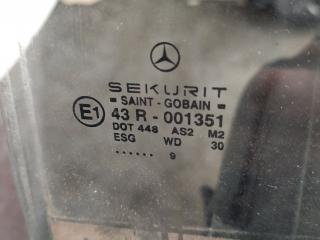 SEKURIT
SAINT-GOBAIN
E1 43 R-001351
DOT 448 AS2 M2
ESG WD 30
...... 9